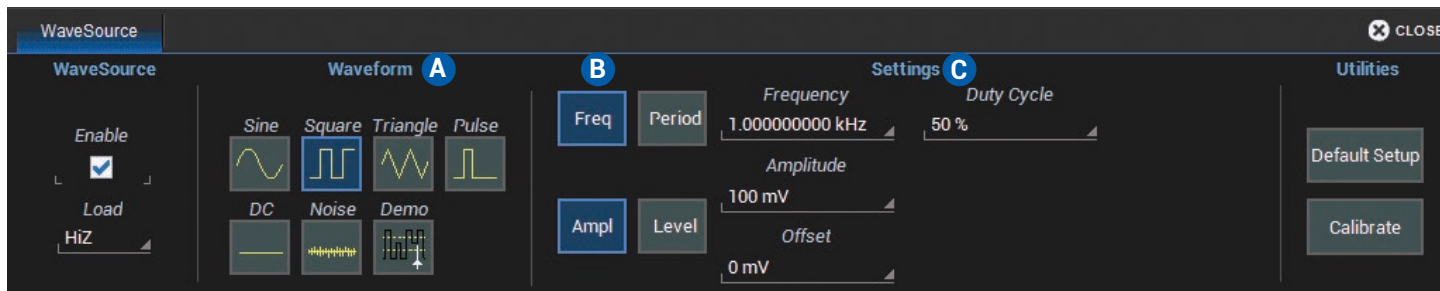 WaveSource
CLOSE
WaveSource
Waveform A
B
Settings C
Utilities
Enable
Load
HiZ
Sine Square Triangle Pulse
DC Noise Demo
Freq Period
Ampl Level
Frequency
1.000000000 kHz
Duty Cycle
50 %
Amplitude
100 mV
Offset
0 mV
Default Setup
Calibrate